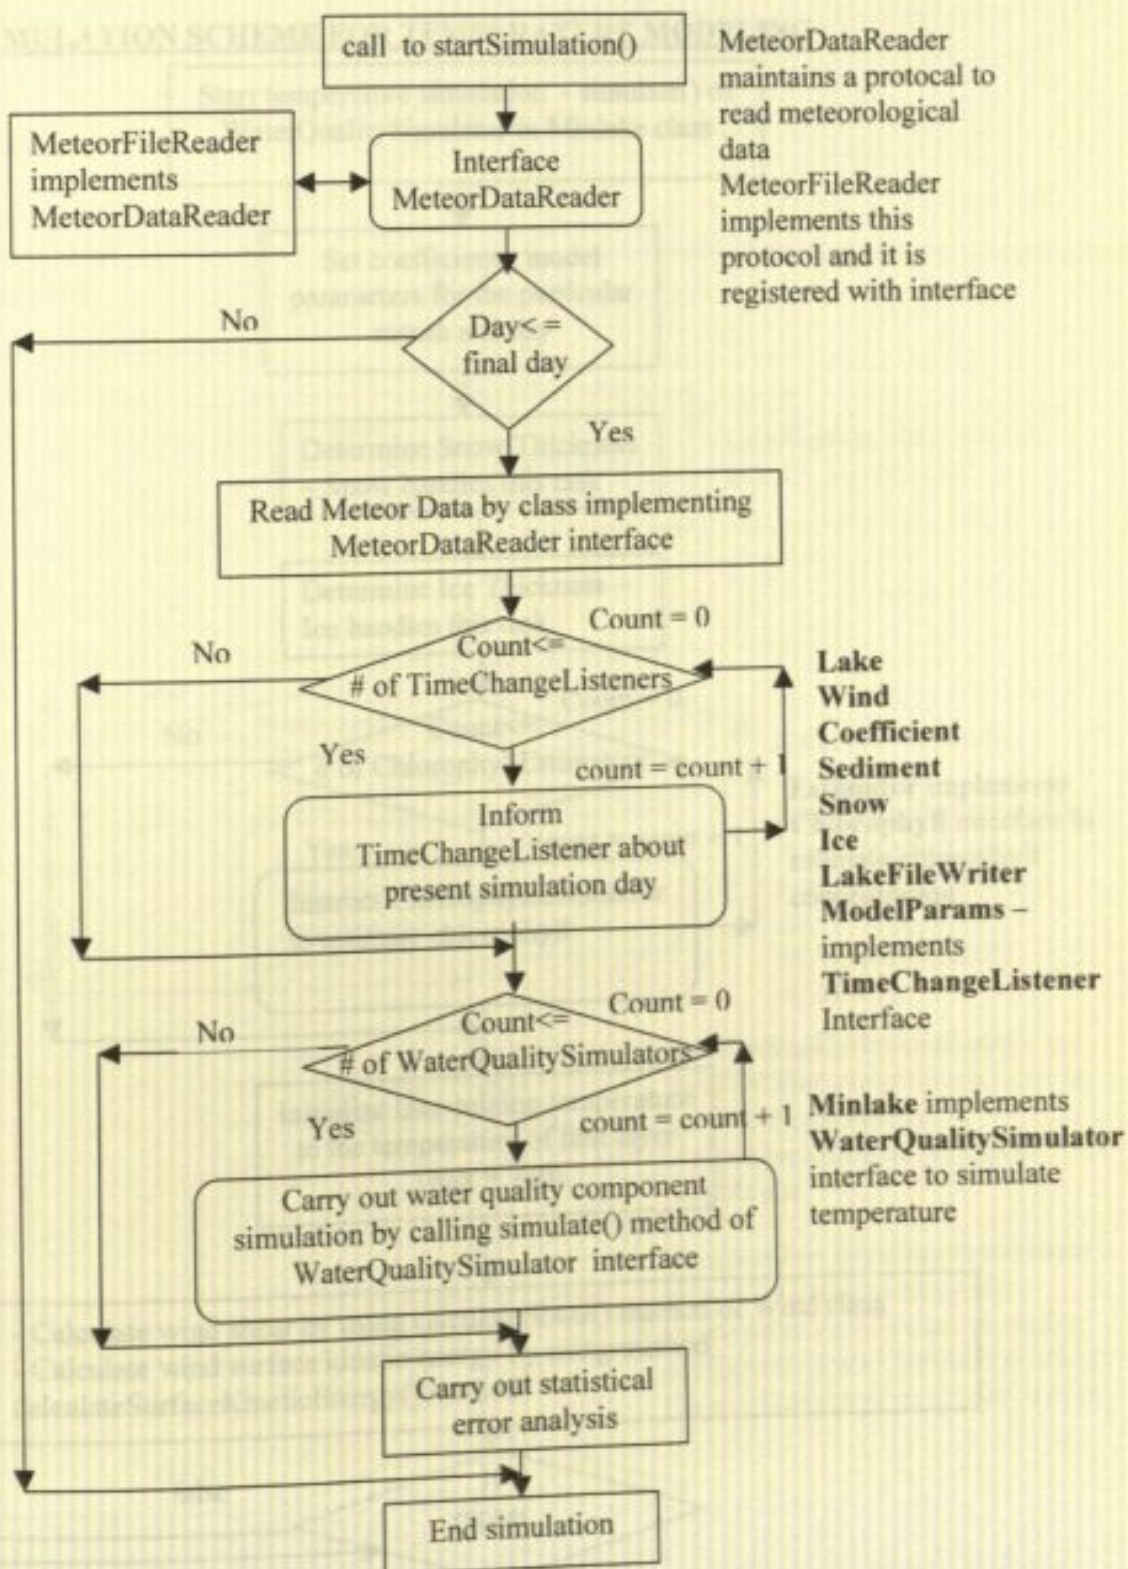 call to startSimulation()
MeteorDataReader
maintains a protocal to
read meteorological
data
MeteorFileReader
implements this
protocol and it is
registered with interface
MeteorFileReader
implements
MeteorDataReader
Interface
MeteorDataReader
No
Day< =
final day
Yes
Read Meteor Data by class implementing
MeteorDataReader interface
Count = 0
No
Count<=
# of TimeChangeListeners
Yes
count = count + 1
Inform
TimeChangeListener about
present simulation day
Lake
Wind
Coefficient
Sediment
Snow
Ice
LakeFileWriter
ModelParams –
implements
TimeChangeListener
Interface
Count = 0
No
Count<=
# of WaterQualitySimulators
Yes
count = count + 1
Minlake implements
WaterQualitySimulator
interface to simulate
temperature
Carry out water quality component
simulation by calling simulate() method of
WaterQualitySimulator interface
Carry out statistical
error analysis
End simulation